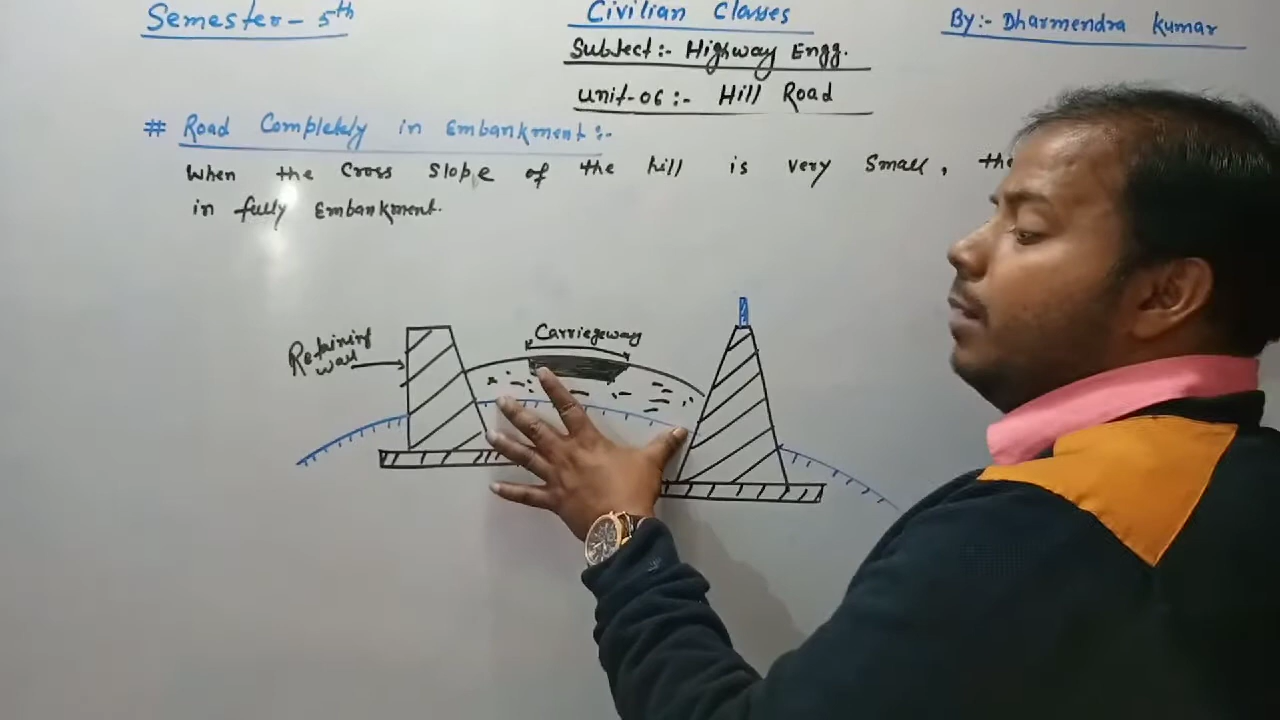 Semester - 5th
Civilian Classes
By:- Dharmendra Kumar
Subject:- Highway Engg.
Unit-06:- Hill Road
# Road Completely in Embankment:-
When the Cross Slope of the hill is very Small, the
in fully Embankment.
Carriageway
Retaining
wall